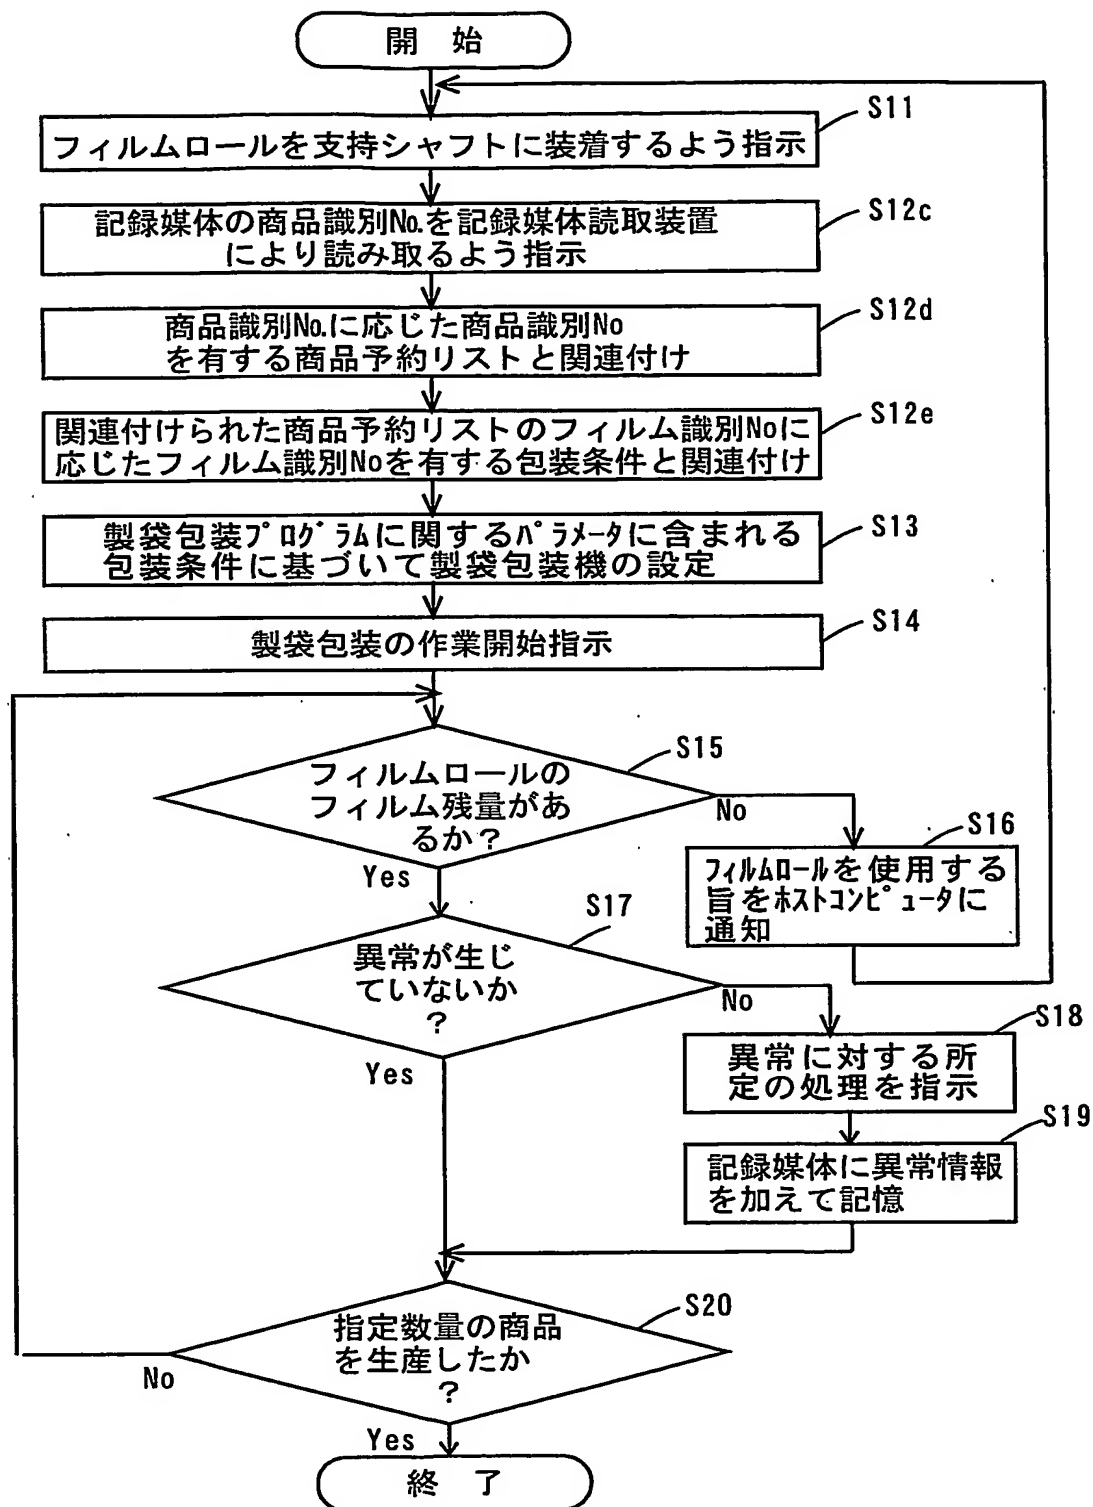 開 始
S11
フィルムロールを支持シャフトに装着するよう指示
S12c
記録媒体の商品識別No.を記録媒体読取装置
により読み取るよう指示
S12d
商品識別No.に応じた商品識別No
を有する商品予約リストと関連付け
S12e
関連付けられた商品予約リストのフィルム識別Noに
応じたフィルム識別Noを有する包装条件と関連付け
S13
製袋包装プログラムに関するパラメータに含まれる
包装条件に基づいて製袋包装機の設定
S14
製袋包装の作業開始指示
S15
フィルムロールの
フィルム残量があ
るか?
No
Yes
S16
フィルムロールを使用する
旨をホストコンピュータに
通知
S17
異常が生じ
ていないか
?
No
Yes
S18
異常に対する所
定の処理を指示
S19
記録媒体に異常情報
を加えて記憶
S20
指定数量の商品
を生産したか
?
No
Yes
終 了